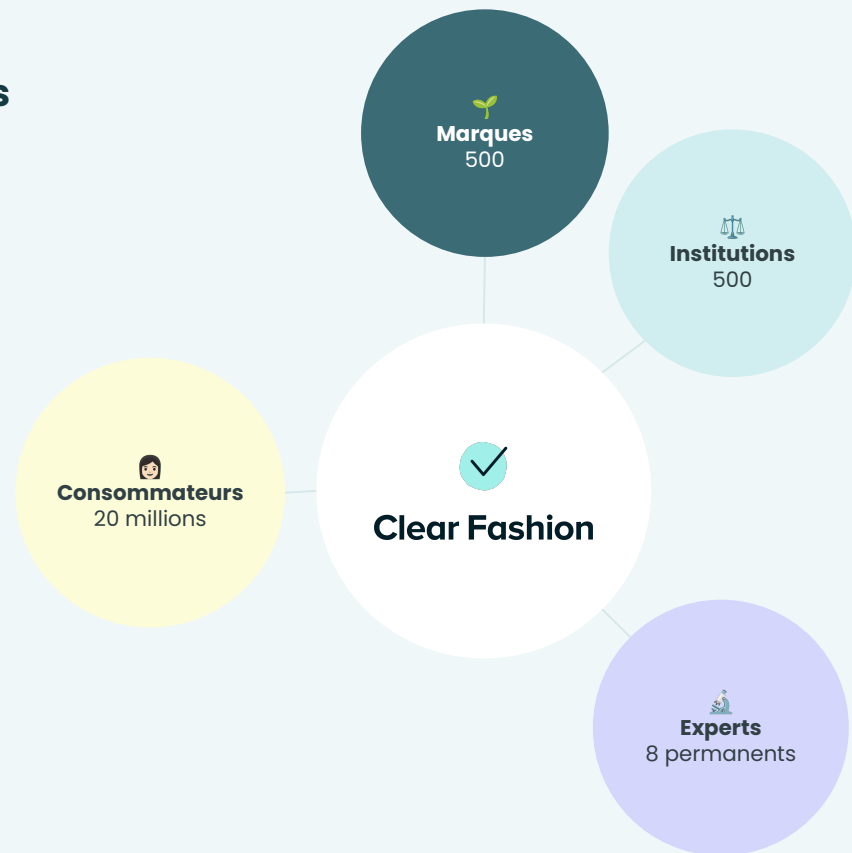 s
Marques
500
Institutions
500
Consommateurs
20 millions
Clear Fashion
Experts
8 permanents